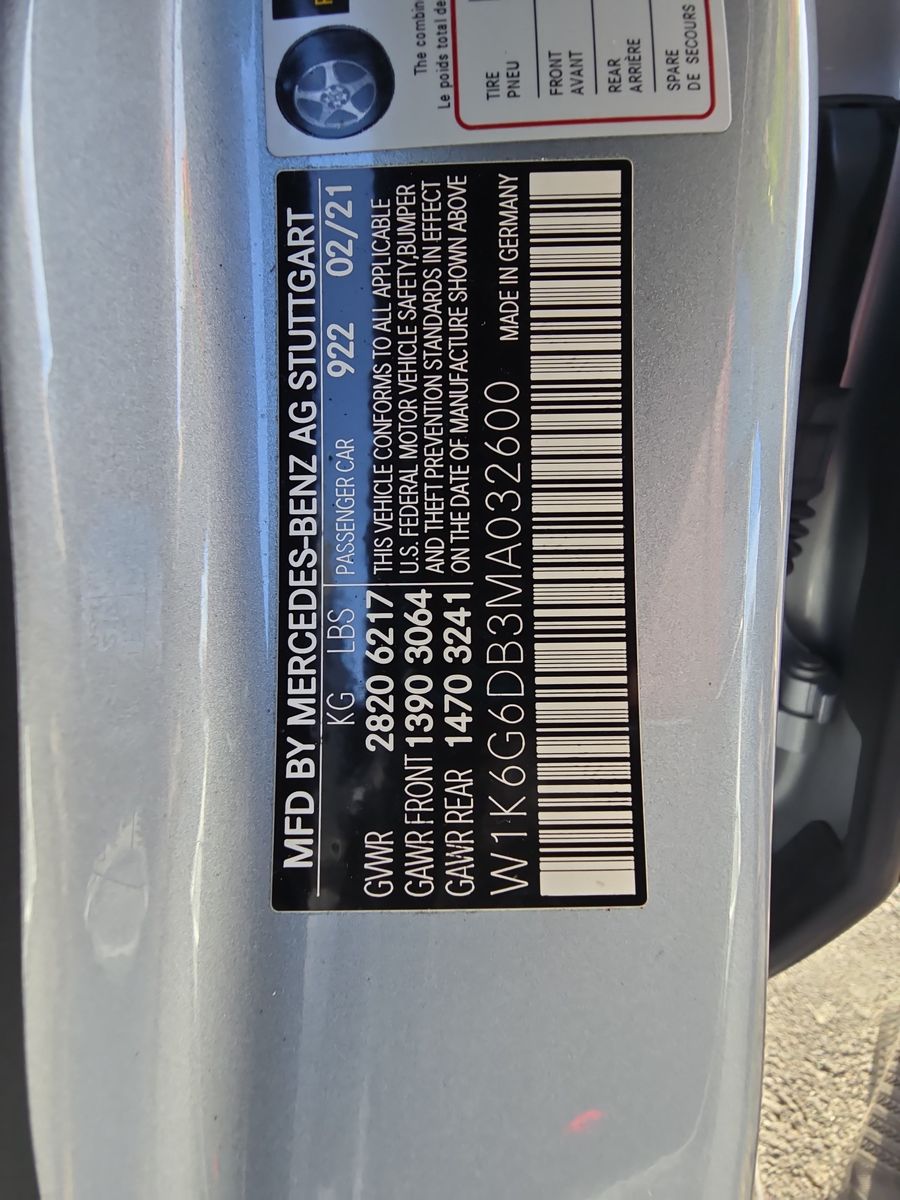 MFD BY MERCEDES-BENZ AG STUTTGART
KG LBS PASSENGER CAR 922 02/21
GVWR 2820 6217
GAWR FRONT 1390 3064
GAWR REAR 1470 3241
THIS VEHICLE CONFORMS TO ALL APPLICABLE
U.S. FEDERAL MOTOR VEHICLE SAFETY,BUMPER
AND THEFT PREVENTION STANDARDS IN EFFECT
ON THE DATE OF MANUFACTURE SHOWN ABOVE
W1K6G6DB3MA032600 MADE IN GERMANY
The combin
Le poids total de
TIRE
PNEU
FRONT
AVANT
REAR
ARRIÈRE
SPARE
DE SECOURS